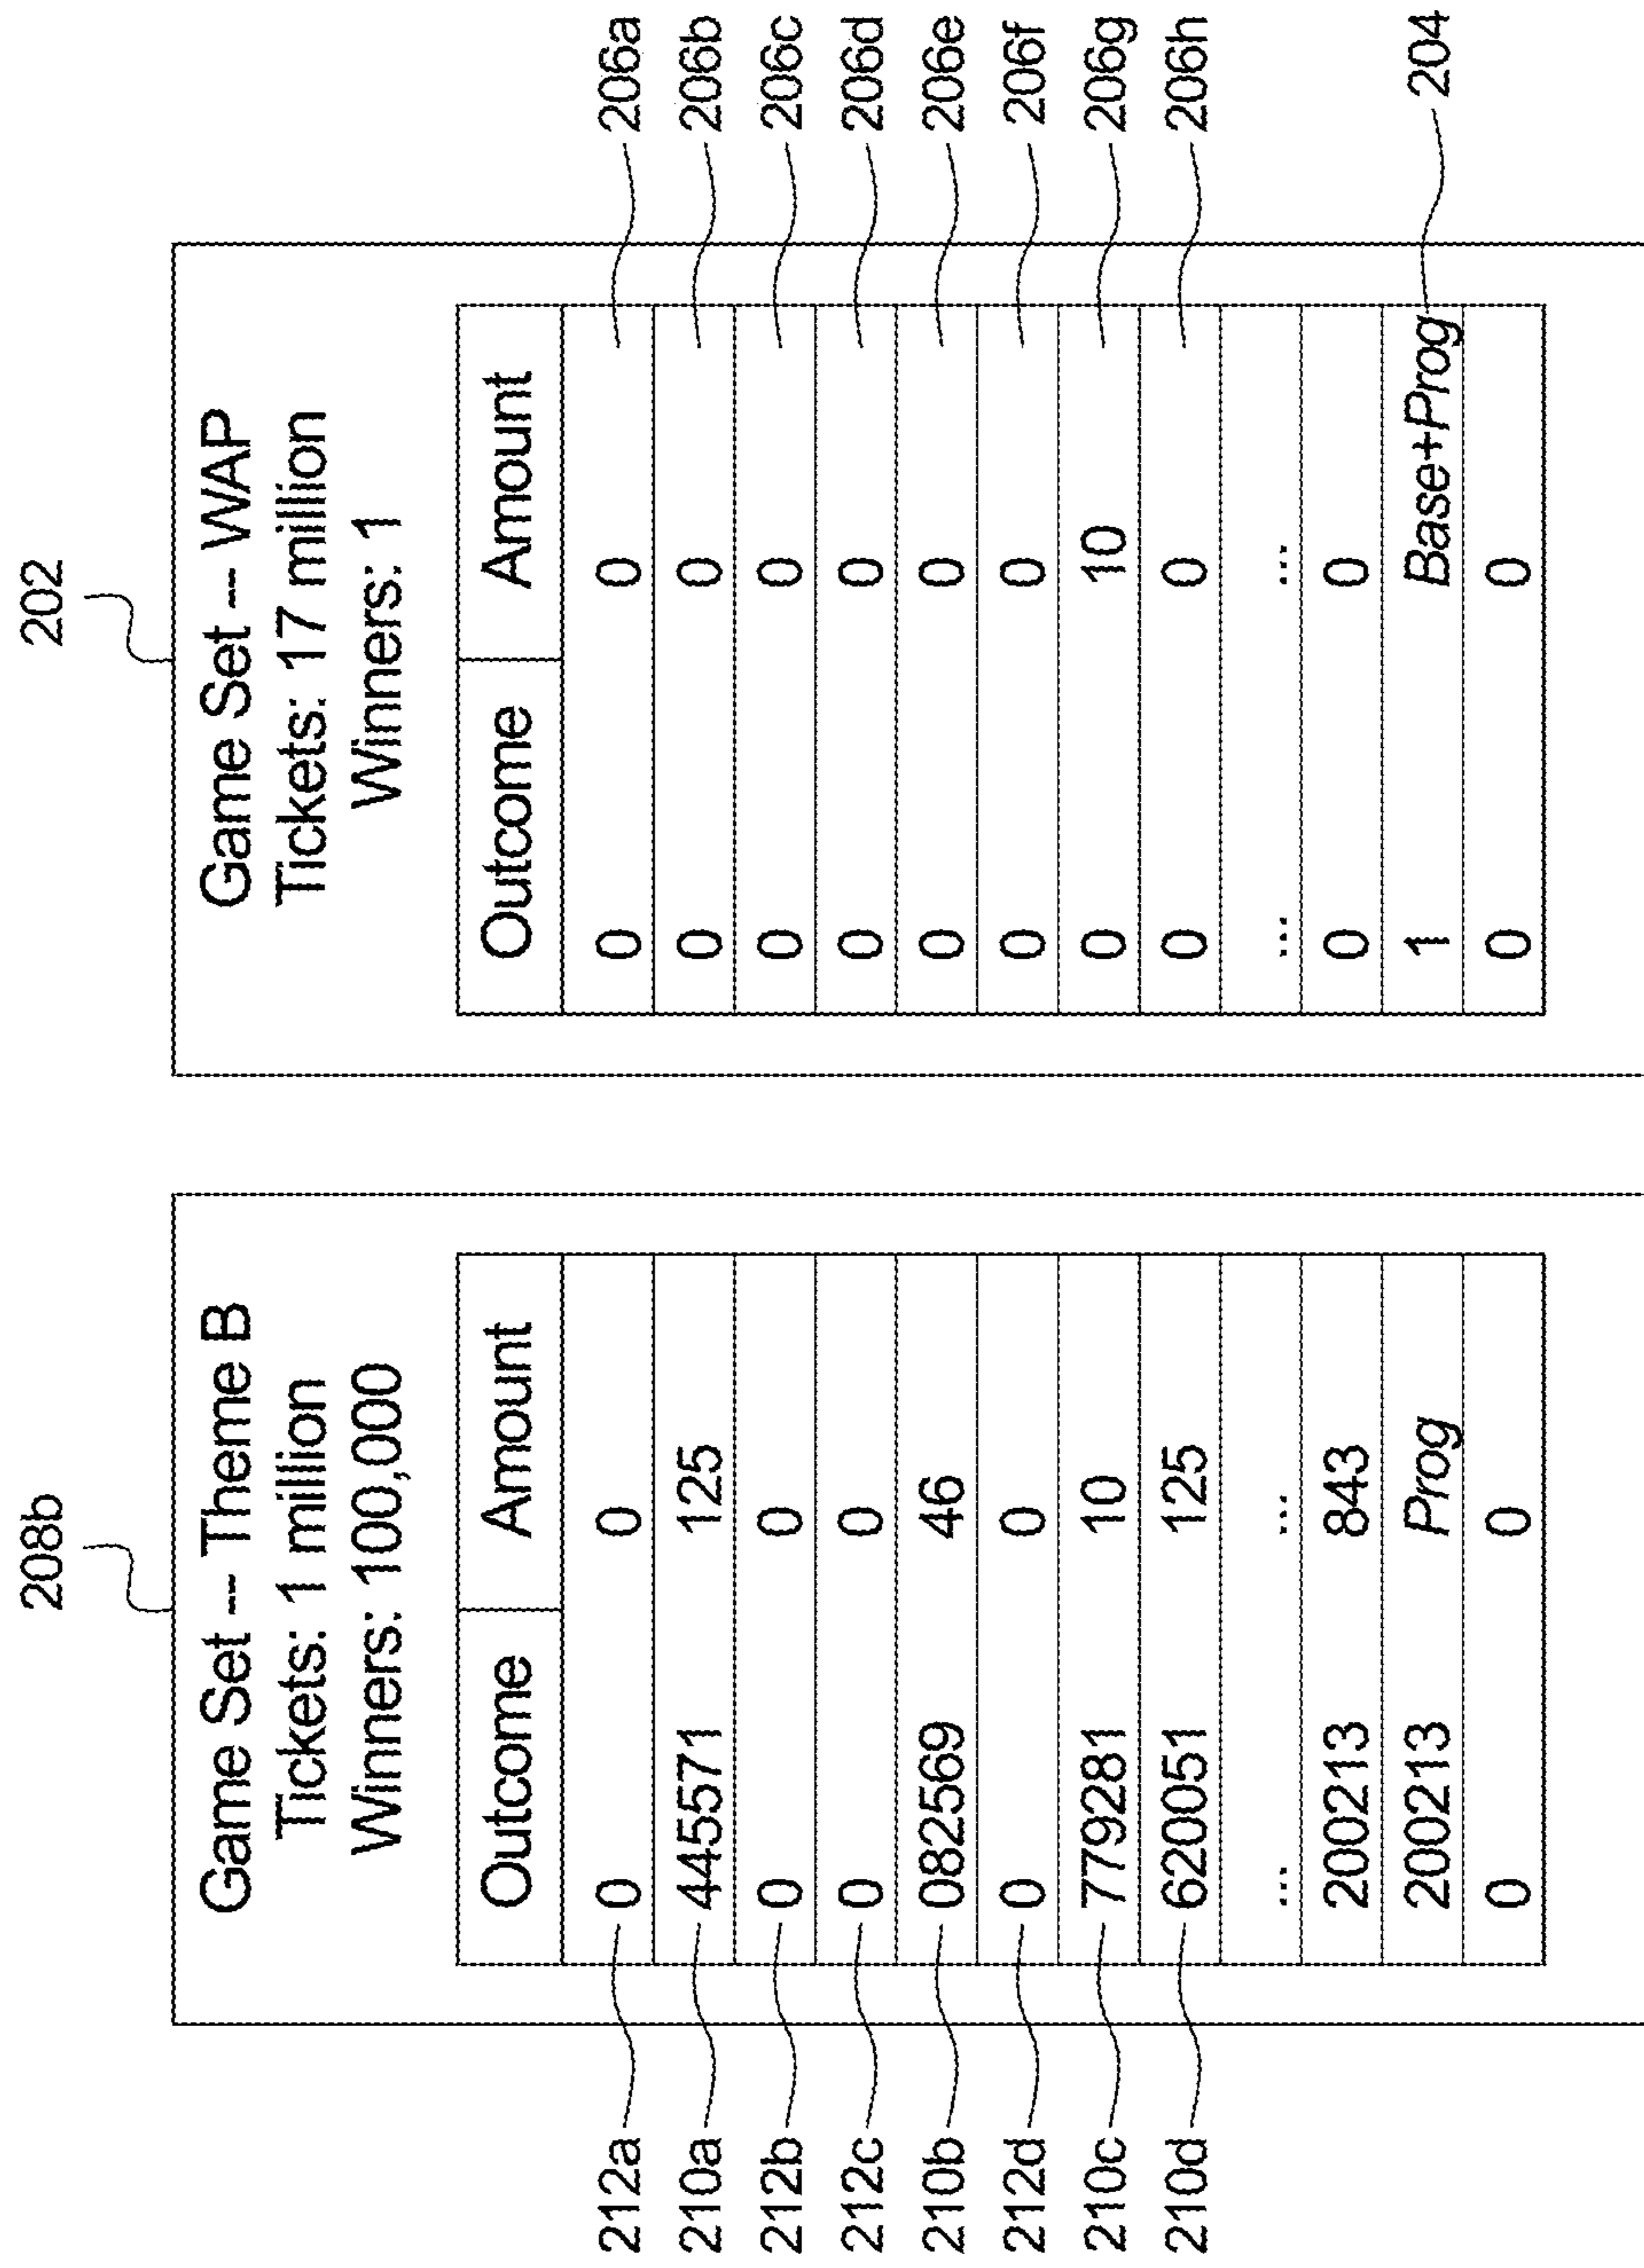 208b
Game Set -- Theme B
Tickets: 1 million
Winners: 100,000
Outcome Amount
212a 0 0
210a 445571 125
212b 0 0
212c 0 0
210b 082569 46
212d 0 0
210c 779281 10
210d 620051 125
... ...
200213 843
200213 Prog
0 0
202
Game Set -- WAP
Tickets: 17 million
Winners: 1
Outcome Amount
0 0 206a
0 0 206b
0 0 206c
0 0 206d
0 0 206e
0 0 206f
0 10 206g
0 0 206h
... ...
0 0
1 Base+Prog 204
0 0